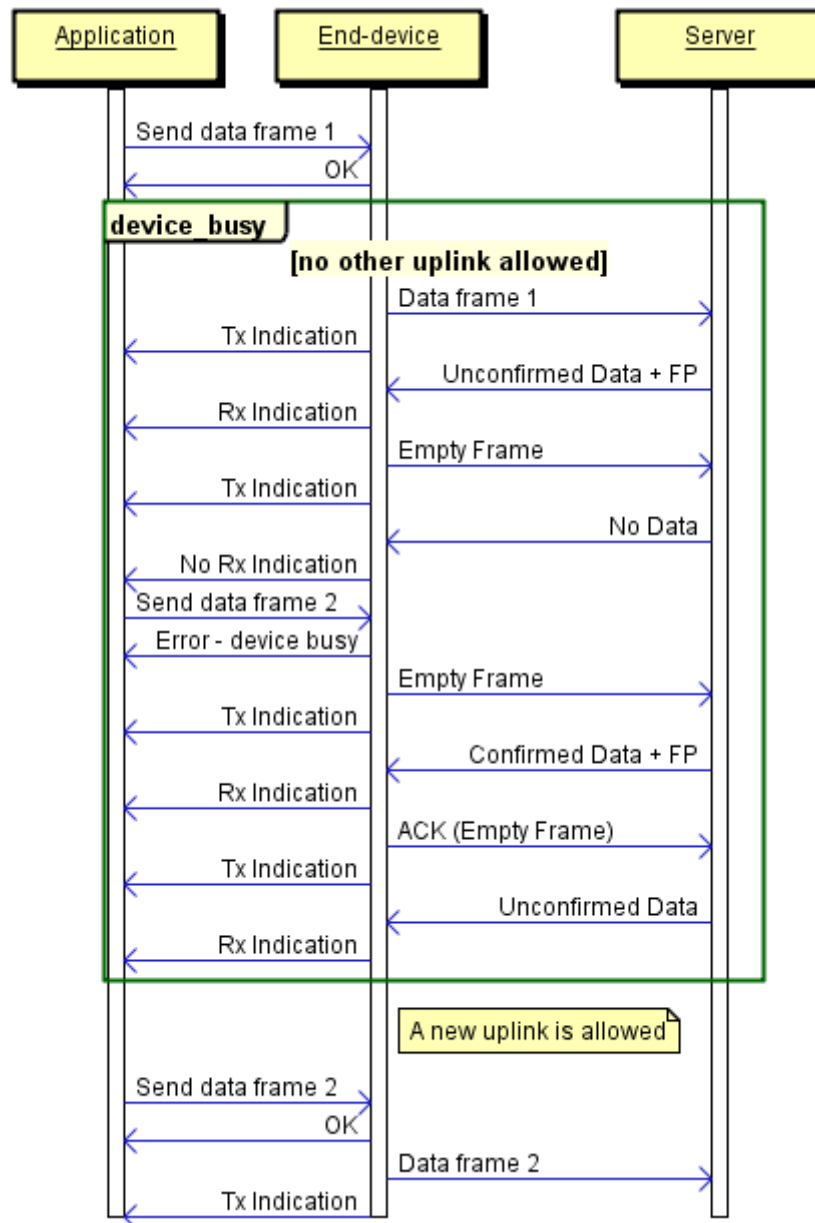 Application
End-device
Server
Send data frame 1
OK
device_busy
[no other uplink allowed]
Data frame 1
Tx Indication
Unconfirmed Data + FP
Rx Indication
Empty Frame
Tx Indication
No Data
No Rx Indication
Send data frame 2
Error - device busy
Empty Frame
Tx Indication
Confirmed Data + FP
Rx Indication
ACK (Empty Frame)
Tx Indication
Unconfirmed Data
Rx Indication
A new uplink is allowed
Send data frame 2
OK
Data frame 2
Tx Indication